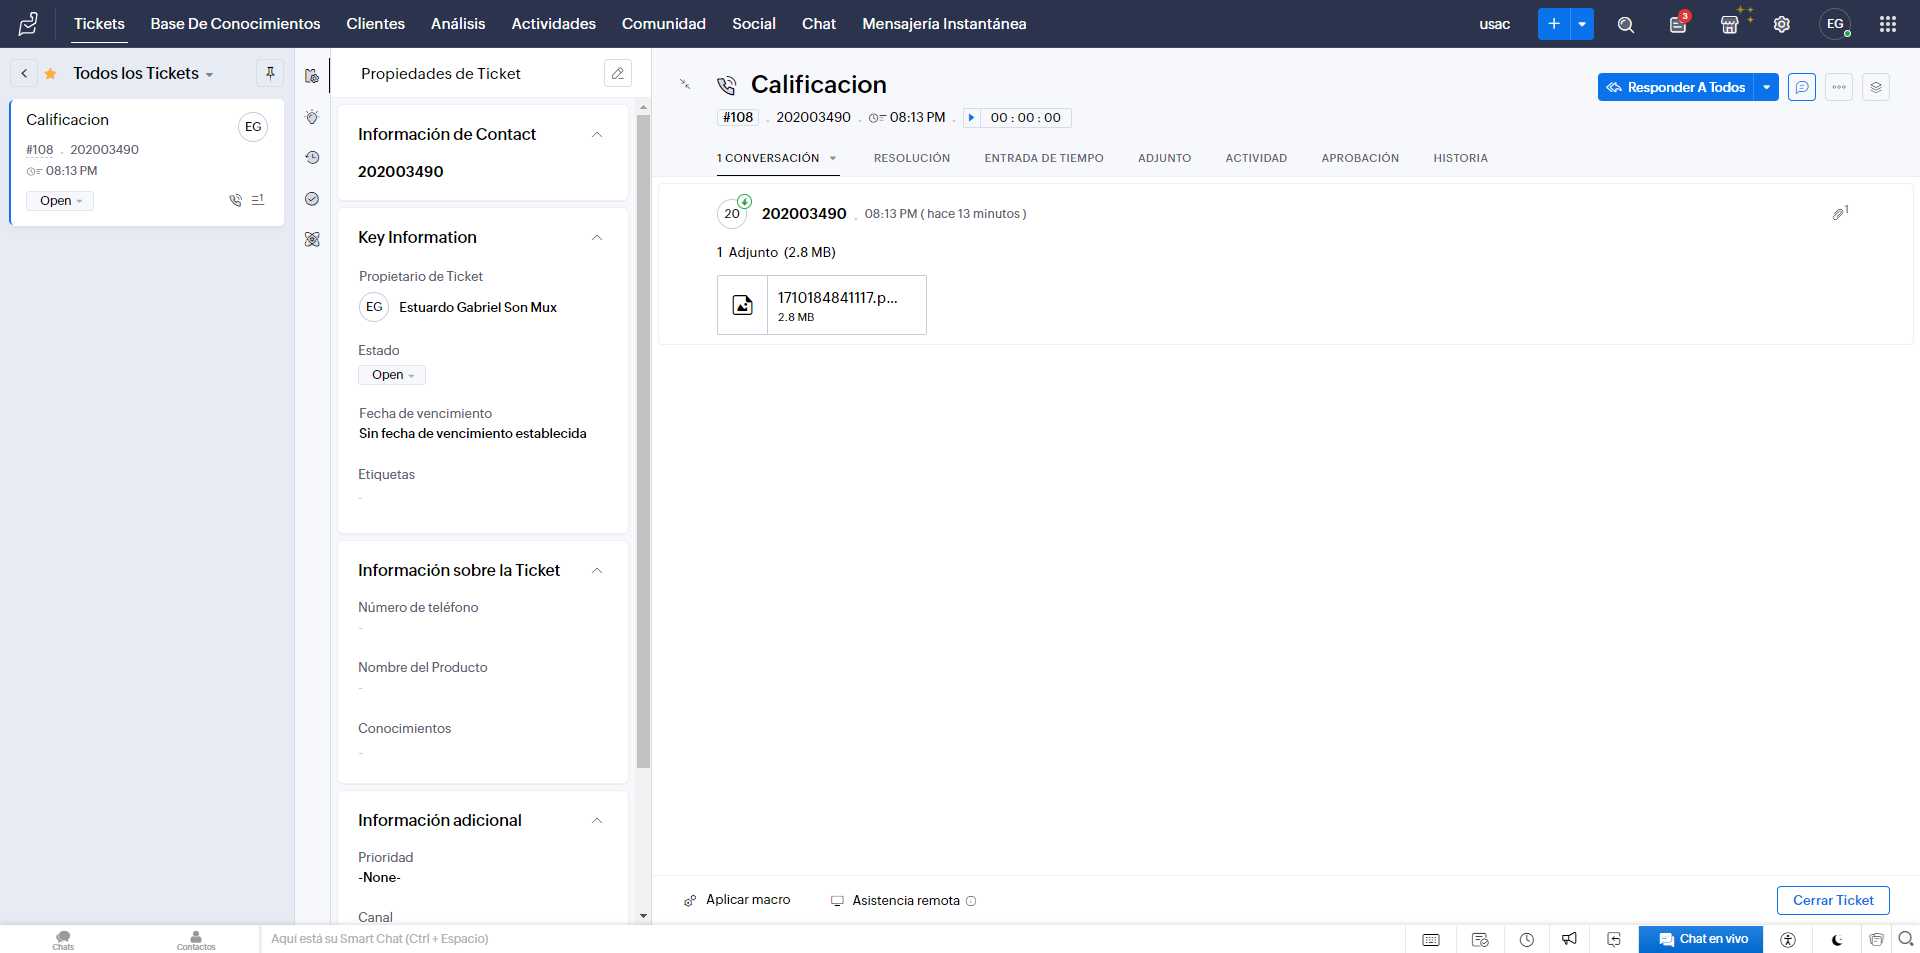 Tickets Base De Conocimientos Clientes Análisis Actividades Comunidad Social Chat Mensajería Instantánea usac 3 EG
Todos los Tickets
Calificacion
EG
#108 . 202003490
08:13 PM
Open
1
Propiedades de Ticket
Información de Contact
202003490
Key Information
Propietario de Ticket
EG Estuardo Gabriel Son Mux
Estado
Open
Fecha de vencimiento
Sin fecha de vencimiento establecida
Etiquetas
-
Información sobre la Ticket
Número de teléfono
-
Nombre del Producto
-
Conocimientos
-
Información adicional
Prioridad
-None-
Canal
Calificacion
Responder A Todos
#108 . 202003490 . 08:13 PM . 00 : 00 : 00
1 CONVERSACIÓN RESOLUCIÓN ENTRADA DE TIEMPO ADJUNTO ACTIVIDAD APROBACIÓN HISTORIA
20 202003490 . 08:13 PM ( hace 13 minutos ) 1
1 Adjunto (2.8 MB)
1710184841117.p...
2.8 MB
Aplicar macro Asistencia remota Cerrar Ticket
Chats Contactos Aquí está su Smart Chat (Ctrl + Espacio) Chat en vivo